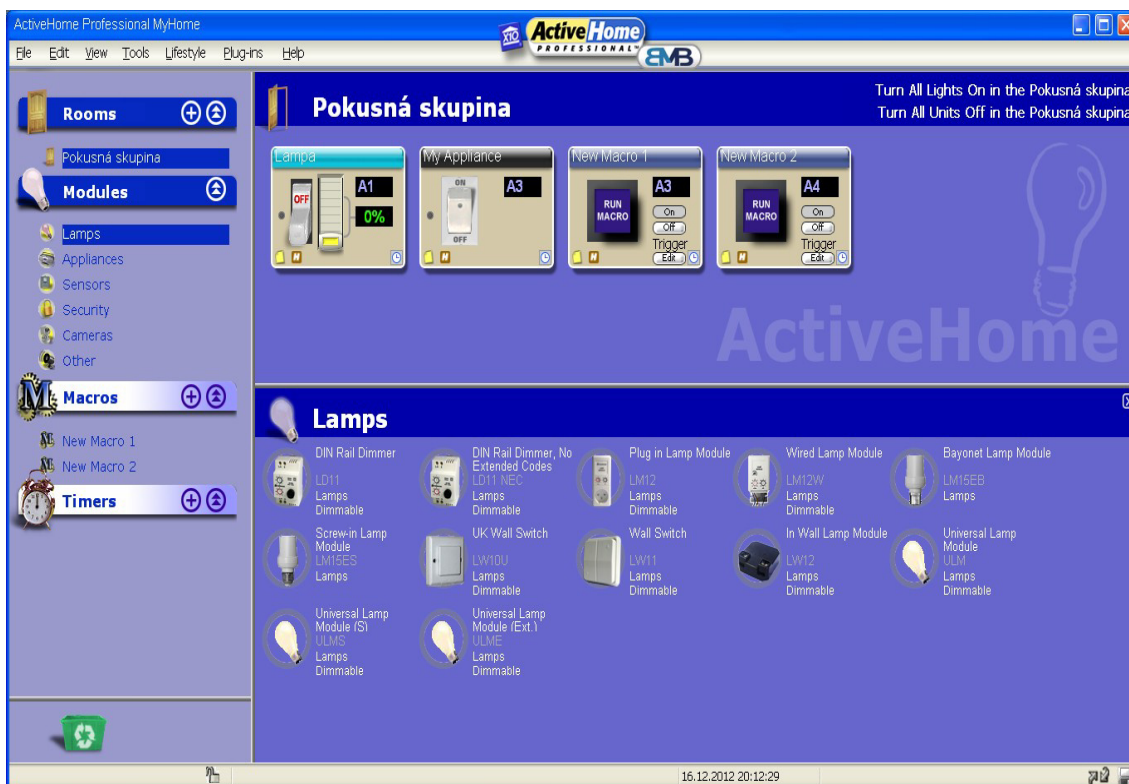 ActiveHome Professional MyHome
X10 ActiveHome
PROFESSIONAL™
EMB
File Edit View Tools Lifestyle Plug-ins Help
Rooms
Pokusná skupina
Modules
Lamps
Appliances
Sensors
Security
Cameras
Other
Macros
New Macro 1
New Macro 2
Timers
Pokusná skupina
Turn All Lights On in the Pokusná skupina
Turn All Units Off in the Pokusná skupina
Lampa
OFF
A1
0%
My Appliance
ON
OFF
A3
New Macro 1
RUN
MACRO
A3
On
Off
Trigger
Edit
New Macro 2
RUN
MACRO
A4
On
Off
Trigger
Edit
ActiveHome
Lamps
DIN Rail Dimmer
LD11
Lamps
Dimmable
DIN Rail Dimmer, No
Extended Codes
LD11 NEC
Lamps
Dimmable
Plug in Lamp Module
LM12
Lamps
Dimmable
Wired Lamp Module
LM12W
Lamps
Dimmable
Bayonet Lamp Module
LM15EB
Lamps
Screw-in Lamp
Module
LM15ES
Lamps
UK Wall Switch
LW10U
Lamps
Dimmable
Wall Switch
LW11
Lamps
Dimmable
In Wall Lamp Module
LW12
Lamps
Dimmable
Universal Lamp
Module
ULM
Lamps
Dimmable
Universal Lamp
Module (S)
ULMS
Lamps
Dimmable
Universal Lamp
Module (Ext.)
ULME
Lamps
Dimmable
16.12.2012 20:12:29